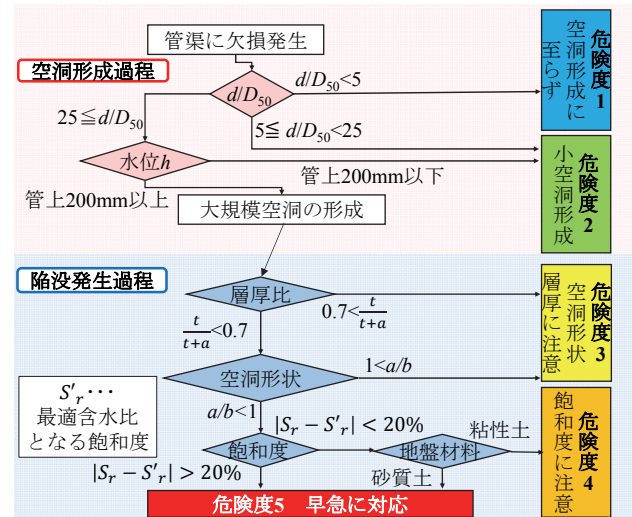 管渠に欠損発生
空洞形成過程
d/D50<5
d/D50
25≦d/D50
5≦ d/D50<25
水位h
管上200mm以下
管上200mm以上
大規模空洞の形成
危険度1
空洞形成に
至らず
危険度2
小空洞形成
陥没発生過程
層厚比
0.7<t/(t+a)
t/(t+a)<0.7
空洞形状
1<a/b
危険度3
空洞形状
層厚に注意
S′r…
最適含水比
となる飽和度
a/b<1
|Sr − S′r| < 20%
飽和度
地盤材料
粘性土
|Sr − S′r| > 20%
砂質土
危険度4
飽和度に注意
危険度5 早急に対応